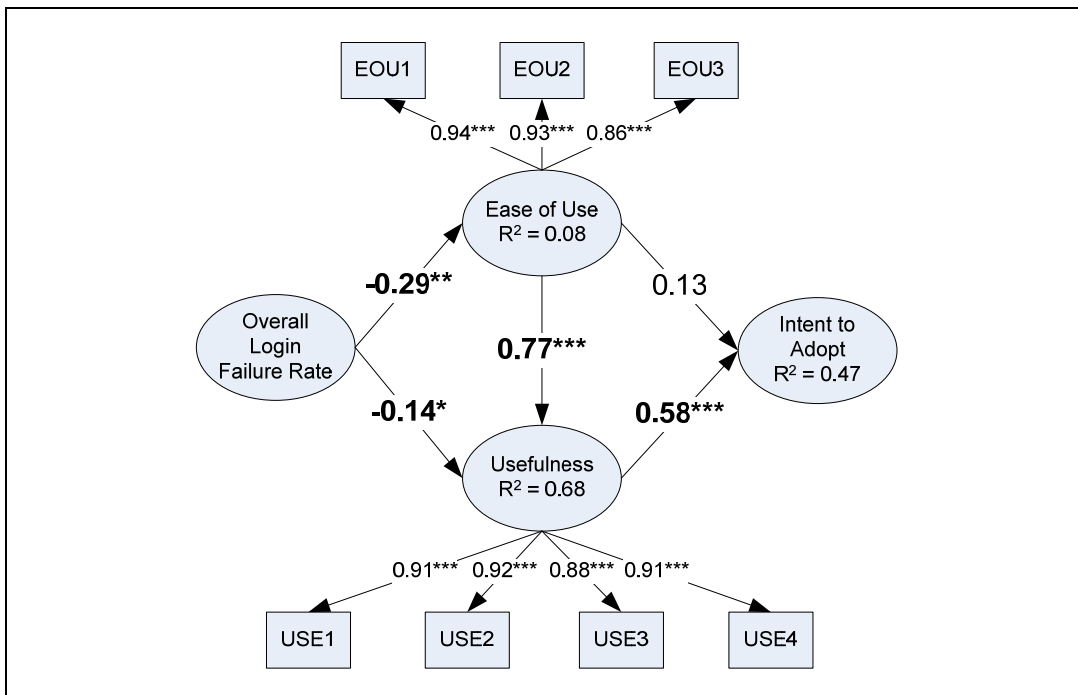 EOU1 EOU2 EOU3
0.94*** 0.93*** 0.86***
Ease of Use
R² = 0.08
-0.29** 0.13
Overall
Login
Failure Rate
0.77***
Intent to
Adopt
R² = 0.47
-0.14* 0.58***
Usefulness
R² = 0.68
0.91*** 0.92*** 0.88*** 0.91***
USE1 USE2 USE3 USE4